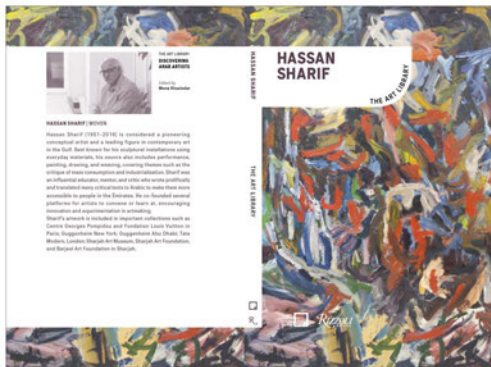 THE ART LIBRARY
DISCOVERING
ARAB ARTISTS
Edited by
Mona Khazindar
HASSAN SHARIF | WOVEN
Hassan Sharif (1951-2016) is considered a pioneering
conceptual artist and a leading figure in contemporary art
in the Gulf. Best known for his sculptural installations using
everyday materials, his oeuvre also includes performance,
painting, drawing, and weaving, covering themes such as the
critique of mass consumption and industrialisation. Sharif was
an influential educator, mentor, and critic who wrote prolifically
and translated many critical texts to Arabic to make them more
accessible to people in the Emirates. He co-founded several
platforms for artists to convene or learn at, encouraging
innovation and experimentation in artmaking.
Sharif's artwork is included in important collections such as
Centre Georges Pompidou and Fondation Louis Vuitton in
Paris, Guggenheim New York, Guggenheim Abu Dhabi, Tate
Modern, London; Sharjah Art Museum, Sharjah Art Foundation,
and Barjeel Art Foundation in Sharjah.
HASSAN SHARIF
THE ART LIBRARY
R
HASSAN
SHARIF
THE ART LIBRARY
Rizzoli